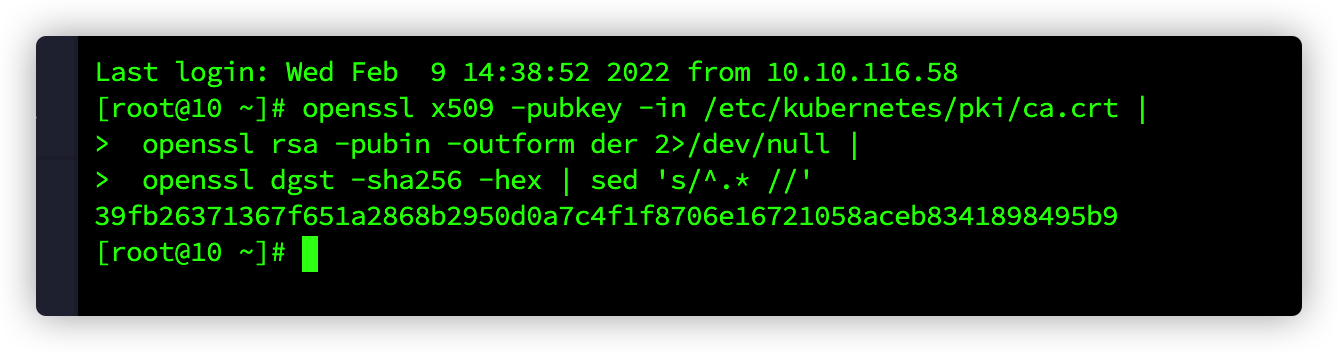 Last login: Wed Feb  9 14:38:52 2022 from 10.10.116.58
[root@10 ~]# openssl x509 -pubkey -in /etc/kubernetes/pki/ca.crt |
>  openssl rsa -pubin -outform der 2>/dev/null |
>  openssl dgst -sha256 -hex | sed 's/^.* //'
39fb26371367f651a2868b2950d0a7c4f1f8706e16721058aceb8341898495b9
[root@10 ~]#